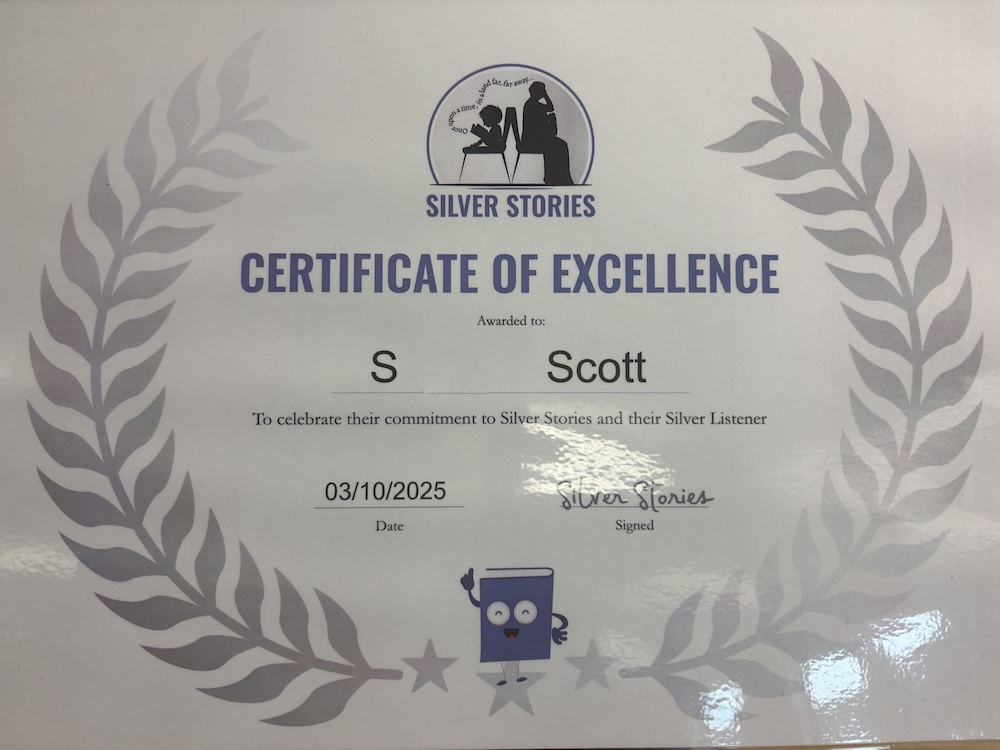 Once upon a time, in a land far, far away...
SILVER STORIES
CERTIFICATE OF EXCELLENCE
Awarded to:
S Scott
To celebrate their commitment to Silver Stories and their Silver Listener
03/10/2025 Silver Stories
Date Signed